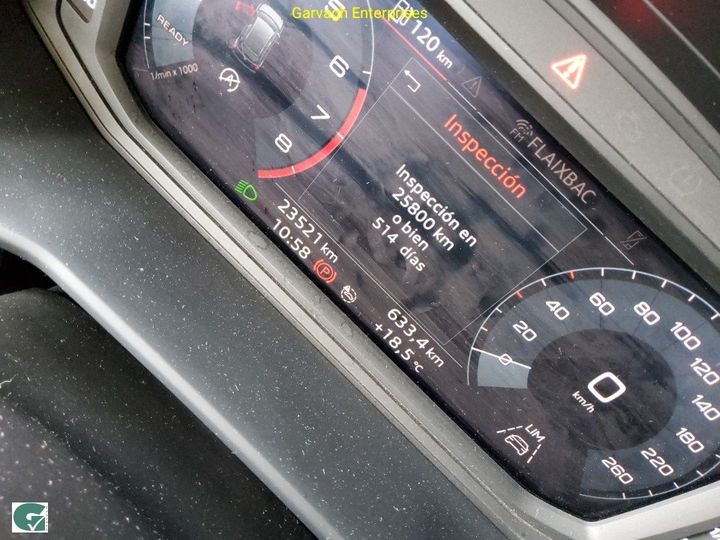 Garvagh Enterprises
READY
1/min x 1000
6
7
8
120 km
Inspección
FM FLAIXBAC
Inspección en
25800 km
o bien
514 días
23521 km
10:58
633,4 km
+18,5 °C
0
20
40
60
80
100
120
140
180
220
260
0
km/h
LIM